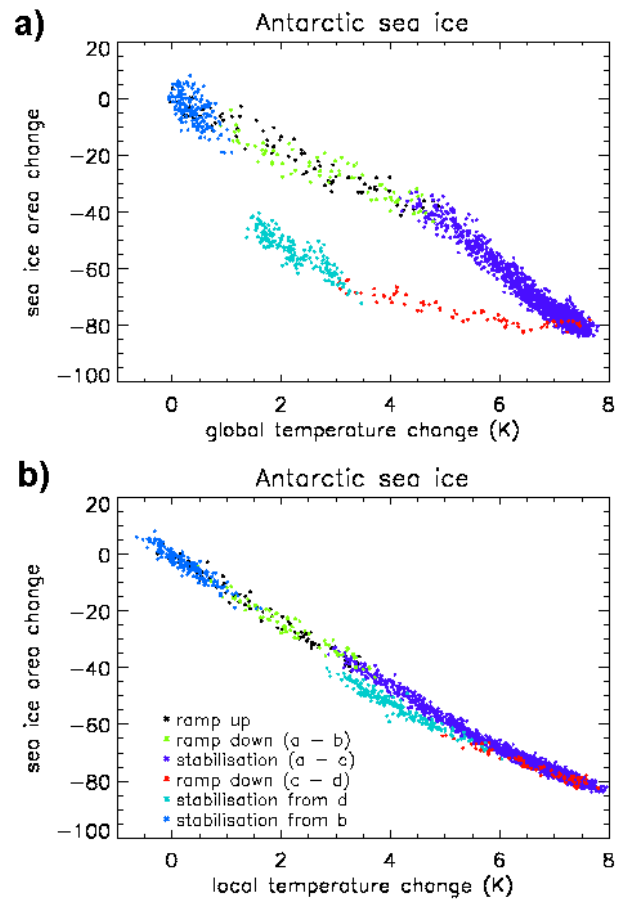 a)
Antarctic sea ice
20
0
−20
−40
−60
−80
−100
sea ice area change
0 2 4 6 8
global temperature change (K)
b)
Antarctic sea ice
20
0
−20
−40
−60
−80
−100
sea ice area change
ramp up
ramp down (a − b)
stabilisation (a − c)
ramp down (c − d)
stabilisation from d
stabilisation from b
0 2 4 6 8
local temperature change (K)